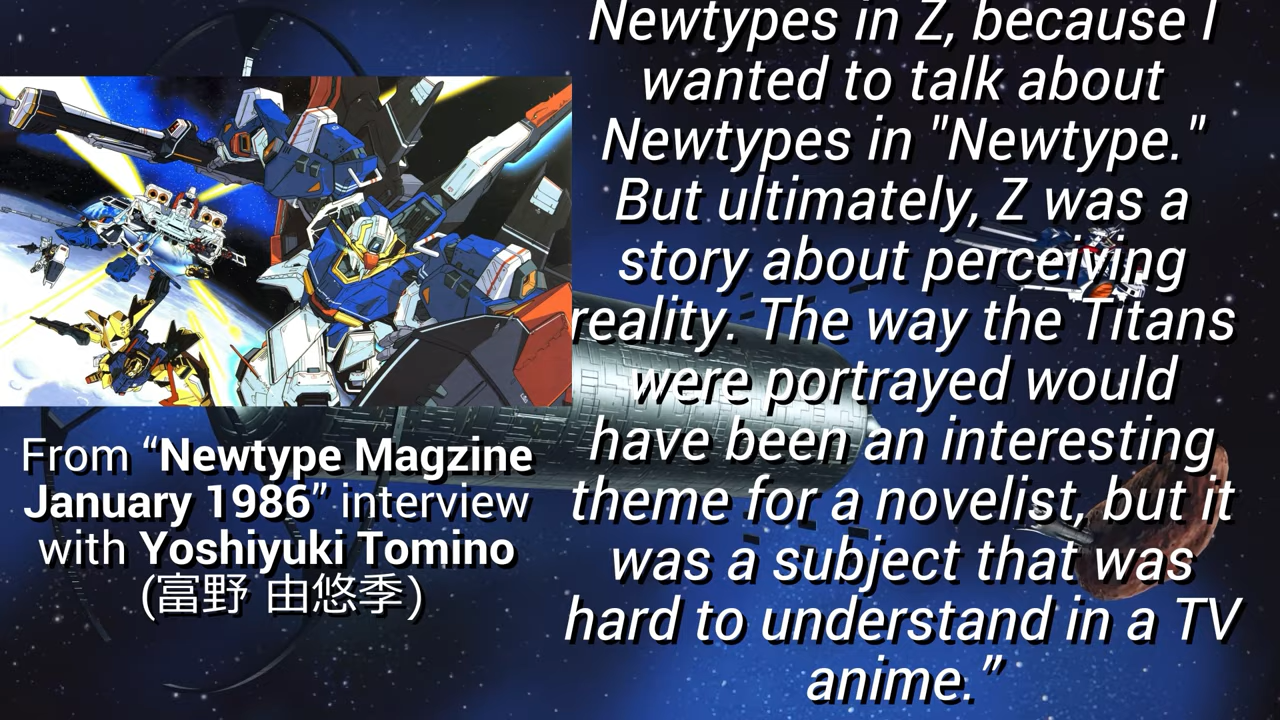 Newtypes in Z, because I
wanted to talk about
Newtypes in "Newtype."
But ultimately, Z was a
story about perceiving
reality. The way the Titans
were portrayed would
have been an interesting
theme for a novelist, but it
was a subject that was
hard to understand in a TV
anime.”
From “Newtype Magzine
January 1986” interview
with Yoshiyuki Tomino
(富野 由悠季)